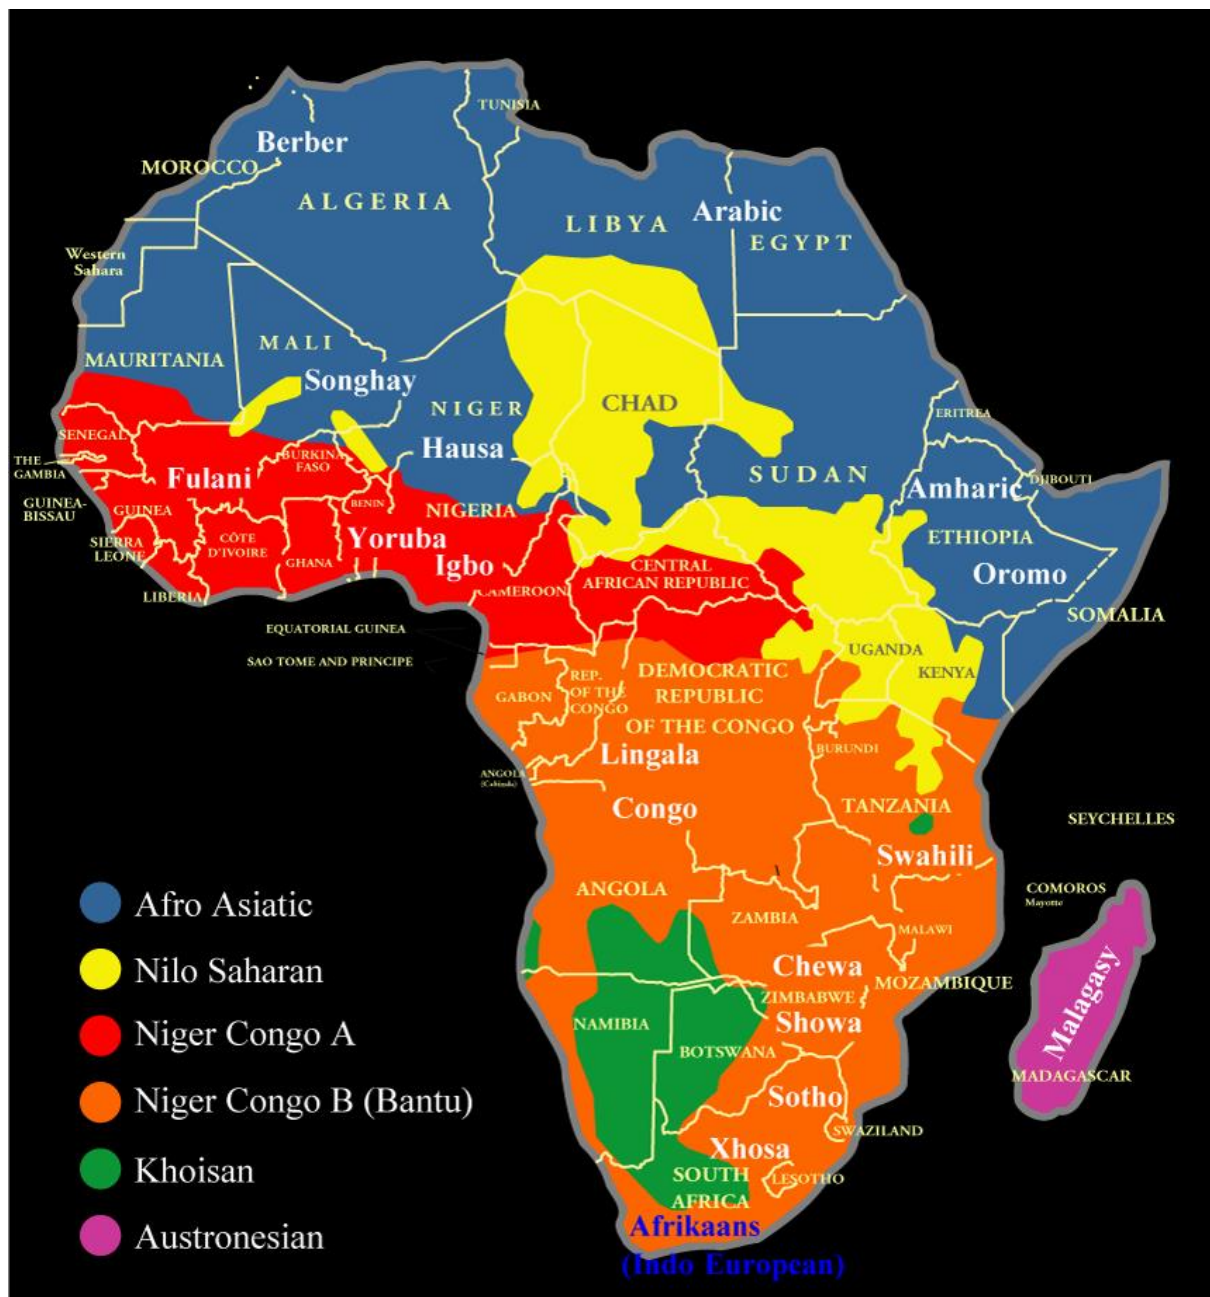 TUNISIA
Berber
MOROCCO
ALGERIA
LIBYA
Arabic
EGYPT
Western
Sahara
MALI
MAURITANIA
Songhay
NIGER
CHAD
ERITREA
SENEGAL
Hausa
BURKINA
FASO
THE
GAMBIA
Fulani
SUDAN
Amharic
DJIBOUTI
GUINEA-
BISSAU
GUINEA
BENIN
NIGERIA
ETHIOPIA
SIERRA
LEONE
CÔTE
D'IVOIRE
Yoruba
GHANA
Igbo
CENTRAL
AFRICAN REPUBLIC
Oromo
LIBERIA
CAMEROON
SOMALIA
EQUATORIAL GUINEA
SAO TOME AND PRINCIPE
UGANDA
KENYA
GABON
REP.
OF THE
CONGO
DEMOCRATIC
REPUBLIC
OF THE CONGO
BURUNDI
Lingala
ANGOLA
(Cabinda)
Congo
TANZANIA
SEYCHELLES
Swahili
ANGOLA
COMOROS
Mayotte
ZAMBIA
MALAWI
Chewa
MOZAMBIQUE
ZIMBABWE
Showa
NAMIBIA
BOTSWANA
Malagasy
MADAGASCAR
Sotho
SWAZILAND
Xhosa
LESOTHO
SOUTH
AFRICA
Afrikaans
(Indo European)
Afro Asiatic
Nilo Saharan
Niger Congo A
Niger Congo B (Bantu)
Khoisan
Austronesian